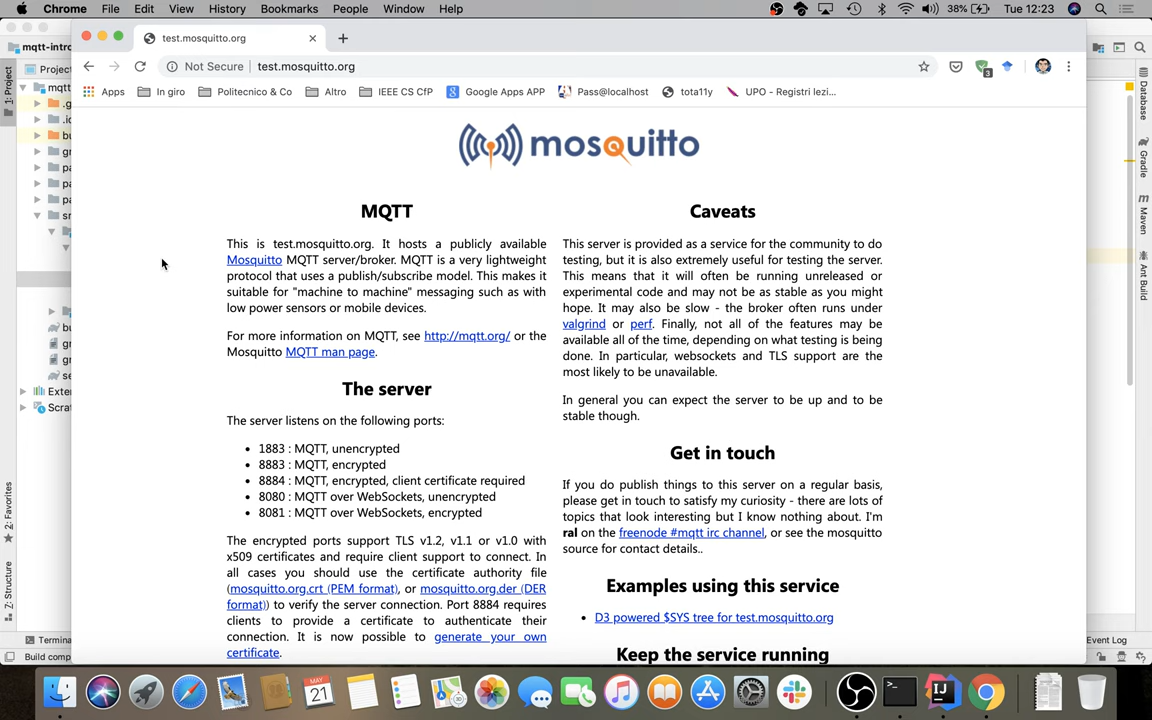 Chrome File Edit View History Bookmarks People Window Help 38% Tue 12:23
test.mosquitto.org
mqtt-intro
Not Secure test.mosquitto.org
3
Apps In giro Politecnico & Co Altro IEEE CS CfP Google Apps APP Pass@localhost tota11y UPO - Registri lezi...
1: Project
Project
mqtt
.g
.id
bu
gr
pa
pa
pa
sr
bu
gr
gr
se
Exter
Scrat
2: Favorites
Z: Structure
Termina
Build comp
Database
Gradle
Maven
Ant Build
Event Log
mosquitto
MQTT
This is test.mosquitto.org. It hosts a publicly available
Mosquitto MQTT server/broker. MQTT is a very lightweight
protocol that uses a publish/subscribe model. This makes it
suitable for "machine to machine" messaging such as with
low power sensors or mobile devices.
For more information on MQTT, see http://mqtt.org/ or the
Mosquitto MQTT man page.
The server
The server listens on the following ports:
• 1883 : MQTT, unencrypted
• 8883 : MQTT, encrypted
• 8884 : MQTT, encrypted, client certificate required
• 8080 : MQTT over WebSockets, unencrypted
• 8081 : MQTT over WebSockets, encrypted
The encrypted ports support TLS v1.2, v1.1 or v1.0 with
x509 certificates and require client support to connect. In
all cases you should use the certificate authority file
(mosquitto.org.crt (PEM format), or mosquitto.org.der (DER
format)) to verify the server connection. Port 8884 requires
clients to provide a certificate to authenticate their
connection. It is now possible to generate your own
certificate.
Caveats
This server is provided as a service for the community to do
testing, but it is also extremely useful for testing the server.
This means that it will often be running unreleased or
experimental code and may not be as stable as you might
hope. It may also be slow - the broker often runs under
valgrind or perf. Finally, not all of the features may be
available all of the time, depending on what testing is being
done. In particular, websockets and TLS support are the
most likely to be unavailable.
In general you can expect the server to be up and to be
stable though.
Get in touch
If you do publish things to this server on a regular basis,
please get in touch to satisfy my curiosity - there are lots of
topics that look interesting but I know nothing about. I'm
ral on the freenode #mqtt irc channel, or see the mosquitto
source for contact details..
Examples using this service
• D3 powered $SYS tree for test.mosquitto.org
Keep the service running
MAY
21